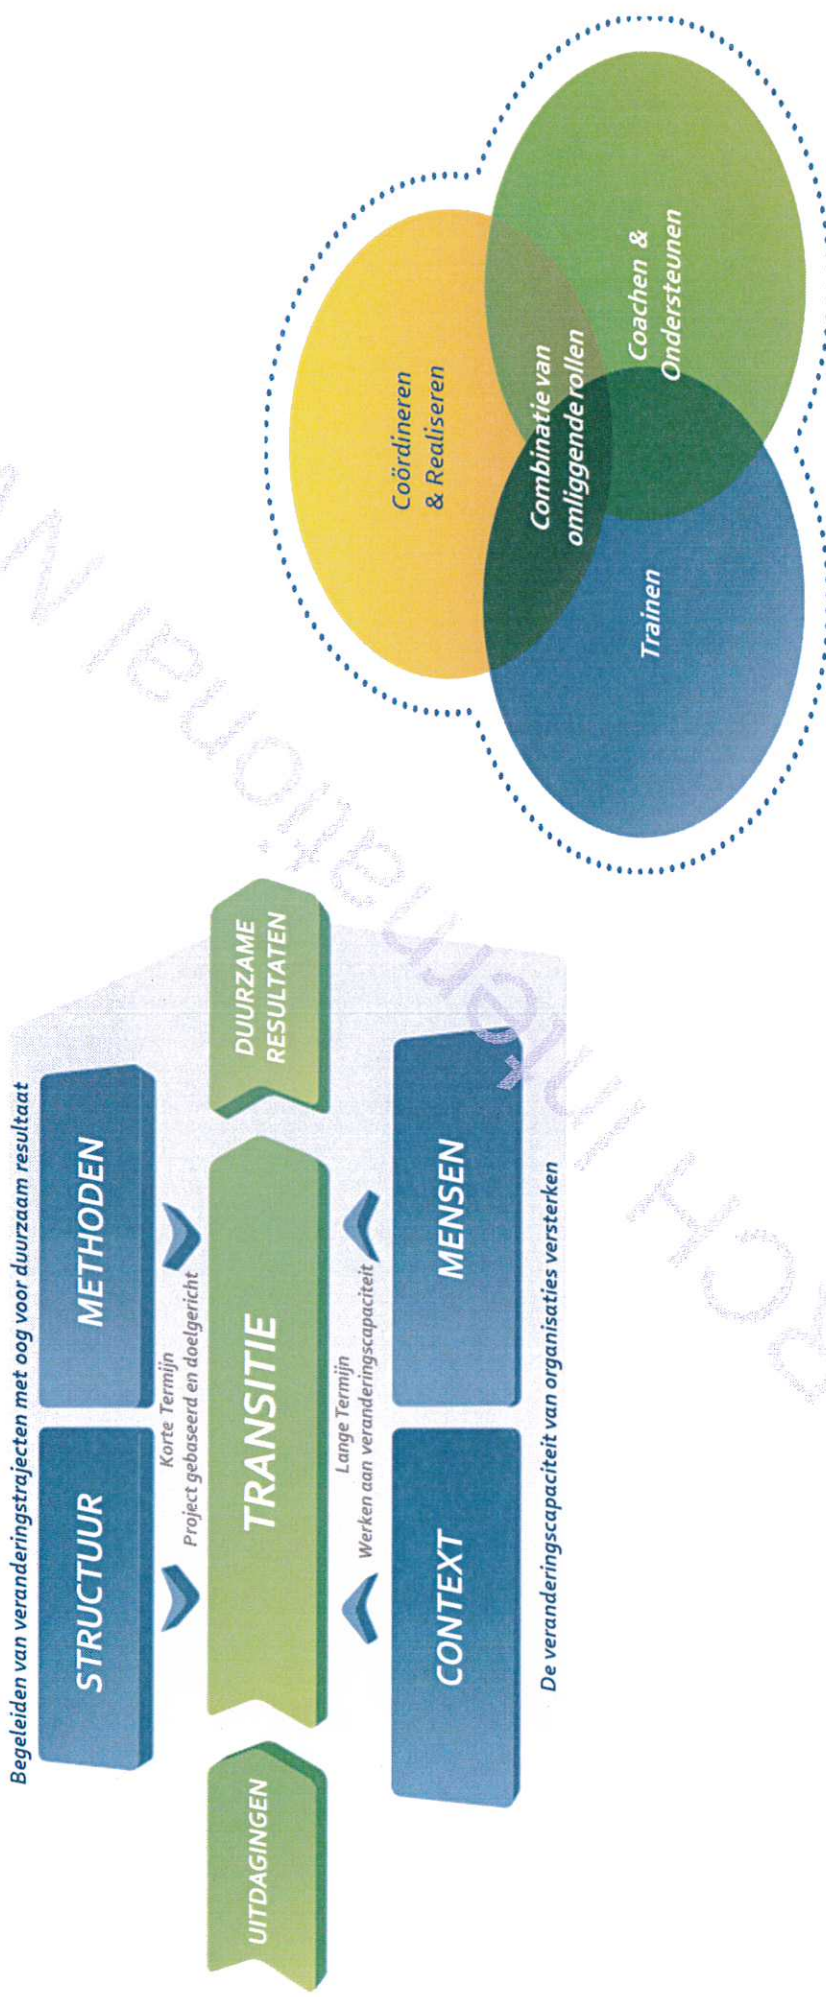 Begeleiden van veranderingstrajecten met oog voor duurzaam resultaat
STRUCTUUR
METHODEN
Korte Termijn
Project gebaseerd en doelgericht
UITDAGINGEN
TRANSITIE
DUURZAME
RESULTATEN
Lange Termijn
Werken aan veranderingscapaciteit
CONTEXT
MENSEN
De veranderingscapaciteit van organisaties versterken
Coördineren
& Realiseren
Combinatie van
omliggende rollen
Trainen
Coachen &
Ondersteunen
RCH International